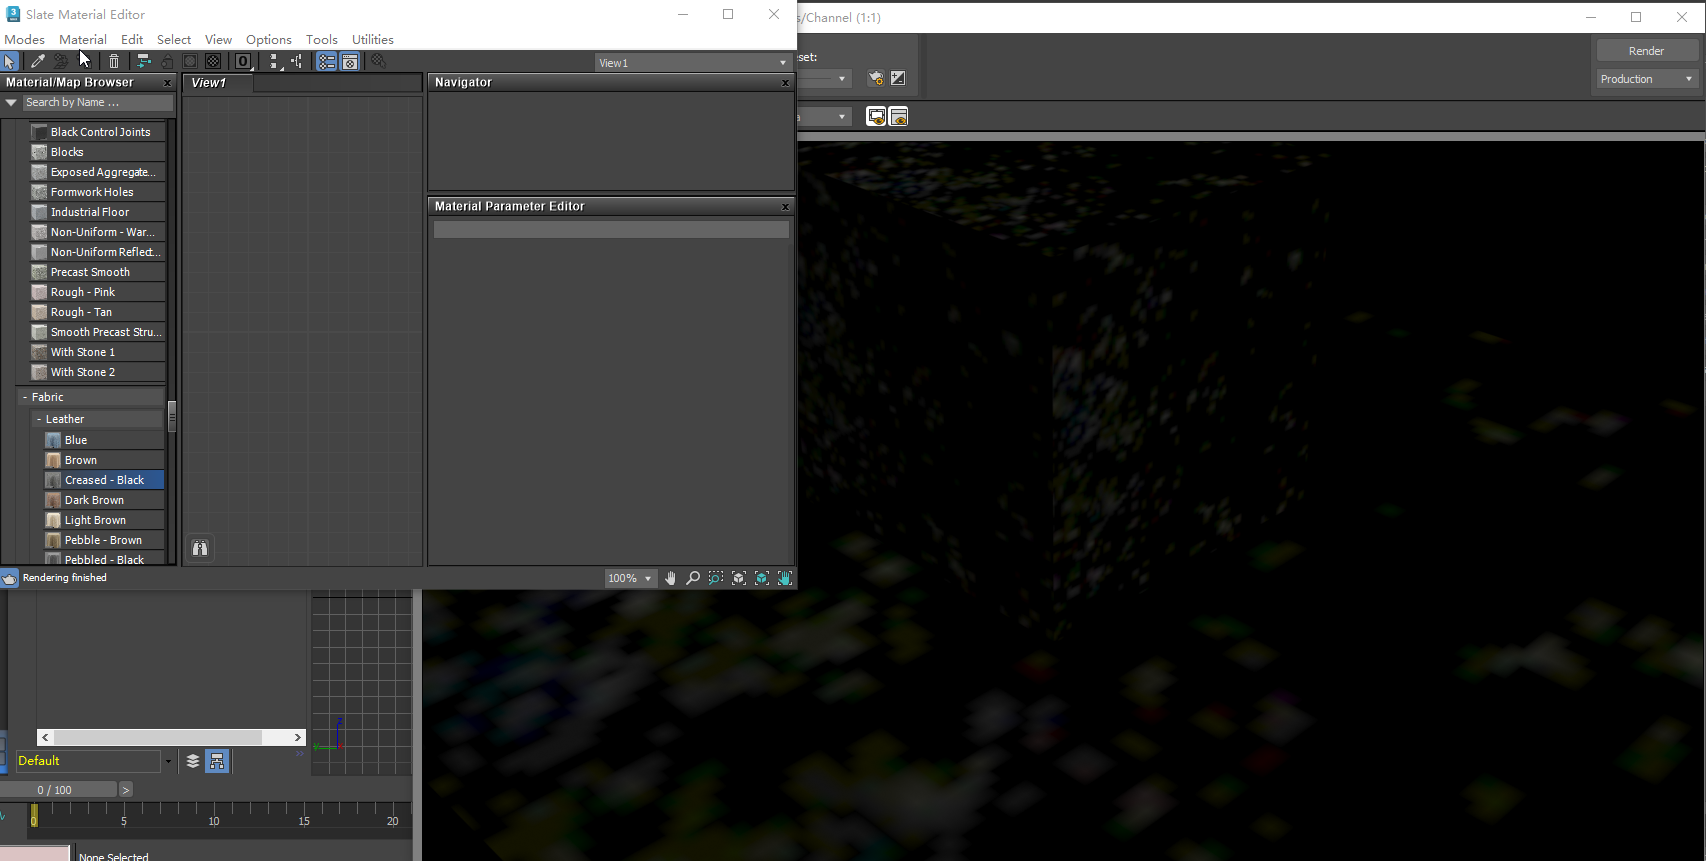 Slate Material Editor
s/Channel (1:1)
Modes Material Edit Select View Options Tools Utilities
set:
Render
View1
Production
Material/Map Browser
View1
Navigator
Search by Name ...
a
Black Control Joints
Blocks
Exposed Aggregate...
Formwork Holes
Material Parameter Editor
Industrial Floor
Non-Uniform - War...
Non-Uniform Reflect...
Precast Smooth
Rough - Pink
Rough - Tan
Smooth Precast Stru...
With Stone 1
With Stone 2
- Fabric
- Leather
Blue
Brown
Creased - Black
Dark Brown
Light Brown
Pebble - Brown
Pebbled - Black
Rendering finished
100%
Default
0 / 100
>
0 5 10 15 20
None Selected